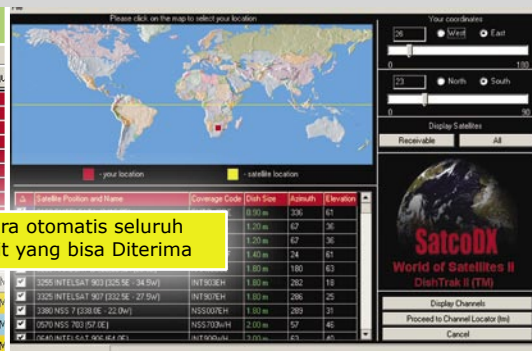 Please click on the map to select your location
Your coordinates
26 West East
0 180
23 North South
0 90
- your location - satellite location
Display Satellites
Receivable All
Satellite Position and Name Coverage Code Dish Size Azimuth Elevation
0.90 m 336 61
1.20 m 67 36
1.20 m 67 36
1.40 m 24 61
1.80 m 180 63
ra otomatis seluruh
t yang bisa Diterima
3255 INTELSAT 903 (325.5E - 34.5W) INT903EH 1.80 m 282 18
3325 INTELSAT 907 (332.5E - 27.5W) INT907EH 1.80 m 286 25
3380 NSS 7 (338.0E - 22.0W) NSS007EH 1.80 m 289 31
0570 NSS 703 (57.0E) NSS703WH 2.00 m 57 46
SatcoDX
World of Satellites II
DishTrak II (TM)
Display Channels
Proceed to Channel Locator (tm)
Cancel